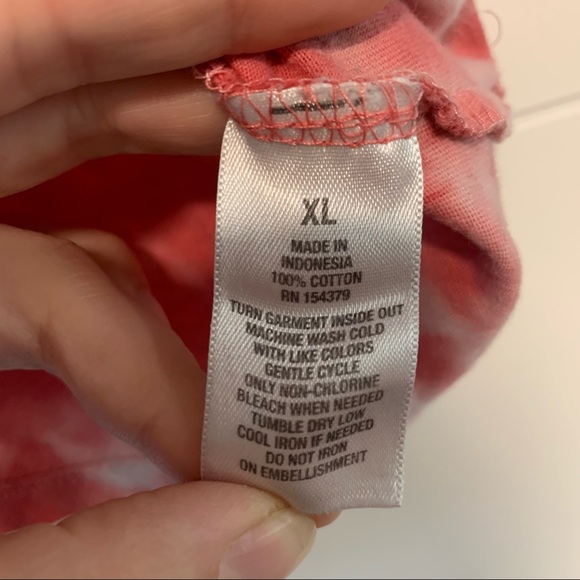 XL
MADE IN
INDONESIA
100% COTTON
RN 154379
TURN GARMENT INSIDE OUT
MACHINE WASH COLD
WITH LIKE COLORS
GENTLE CYCLE
ONLY NON-CHLORINE
BLEACH WHEN NEEDED
TUMBLE DRY LOW
COOL IRON IF NEEDED
DO NOT IRON
ON EMBELLISHMENT